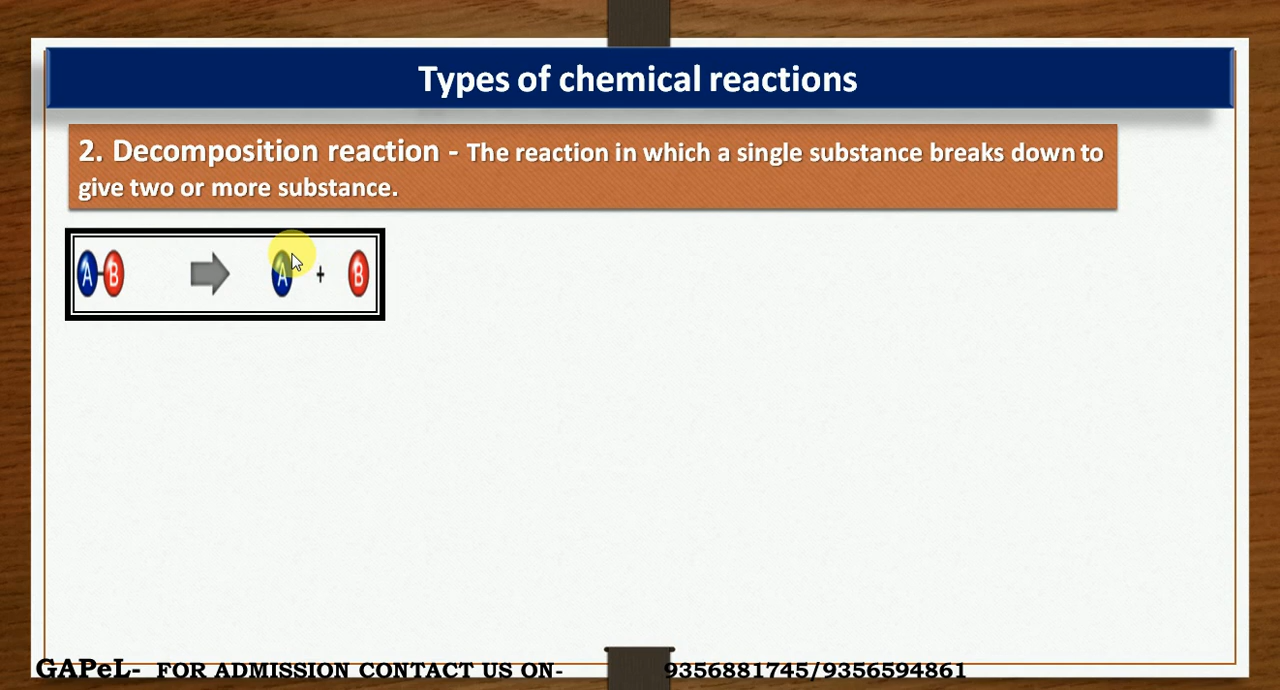 Types of chemical reactions
2. Decomposition reaction - The reaction in which a single substance breaks down to
give two or more substance.
A-B A + B
GAPeL- FOR ADMISSION CONTACT US ON- 9356881745/9356594861